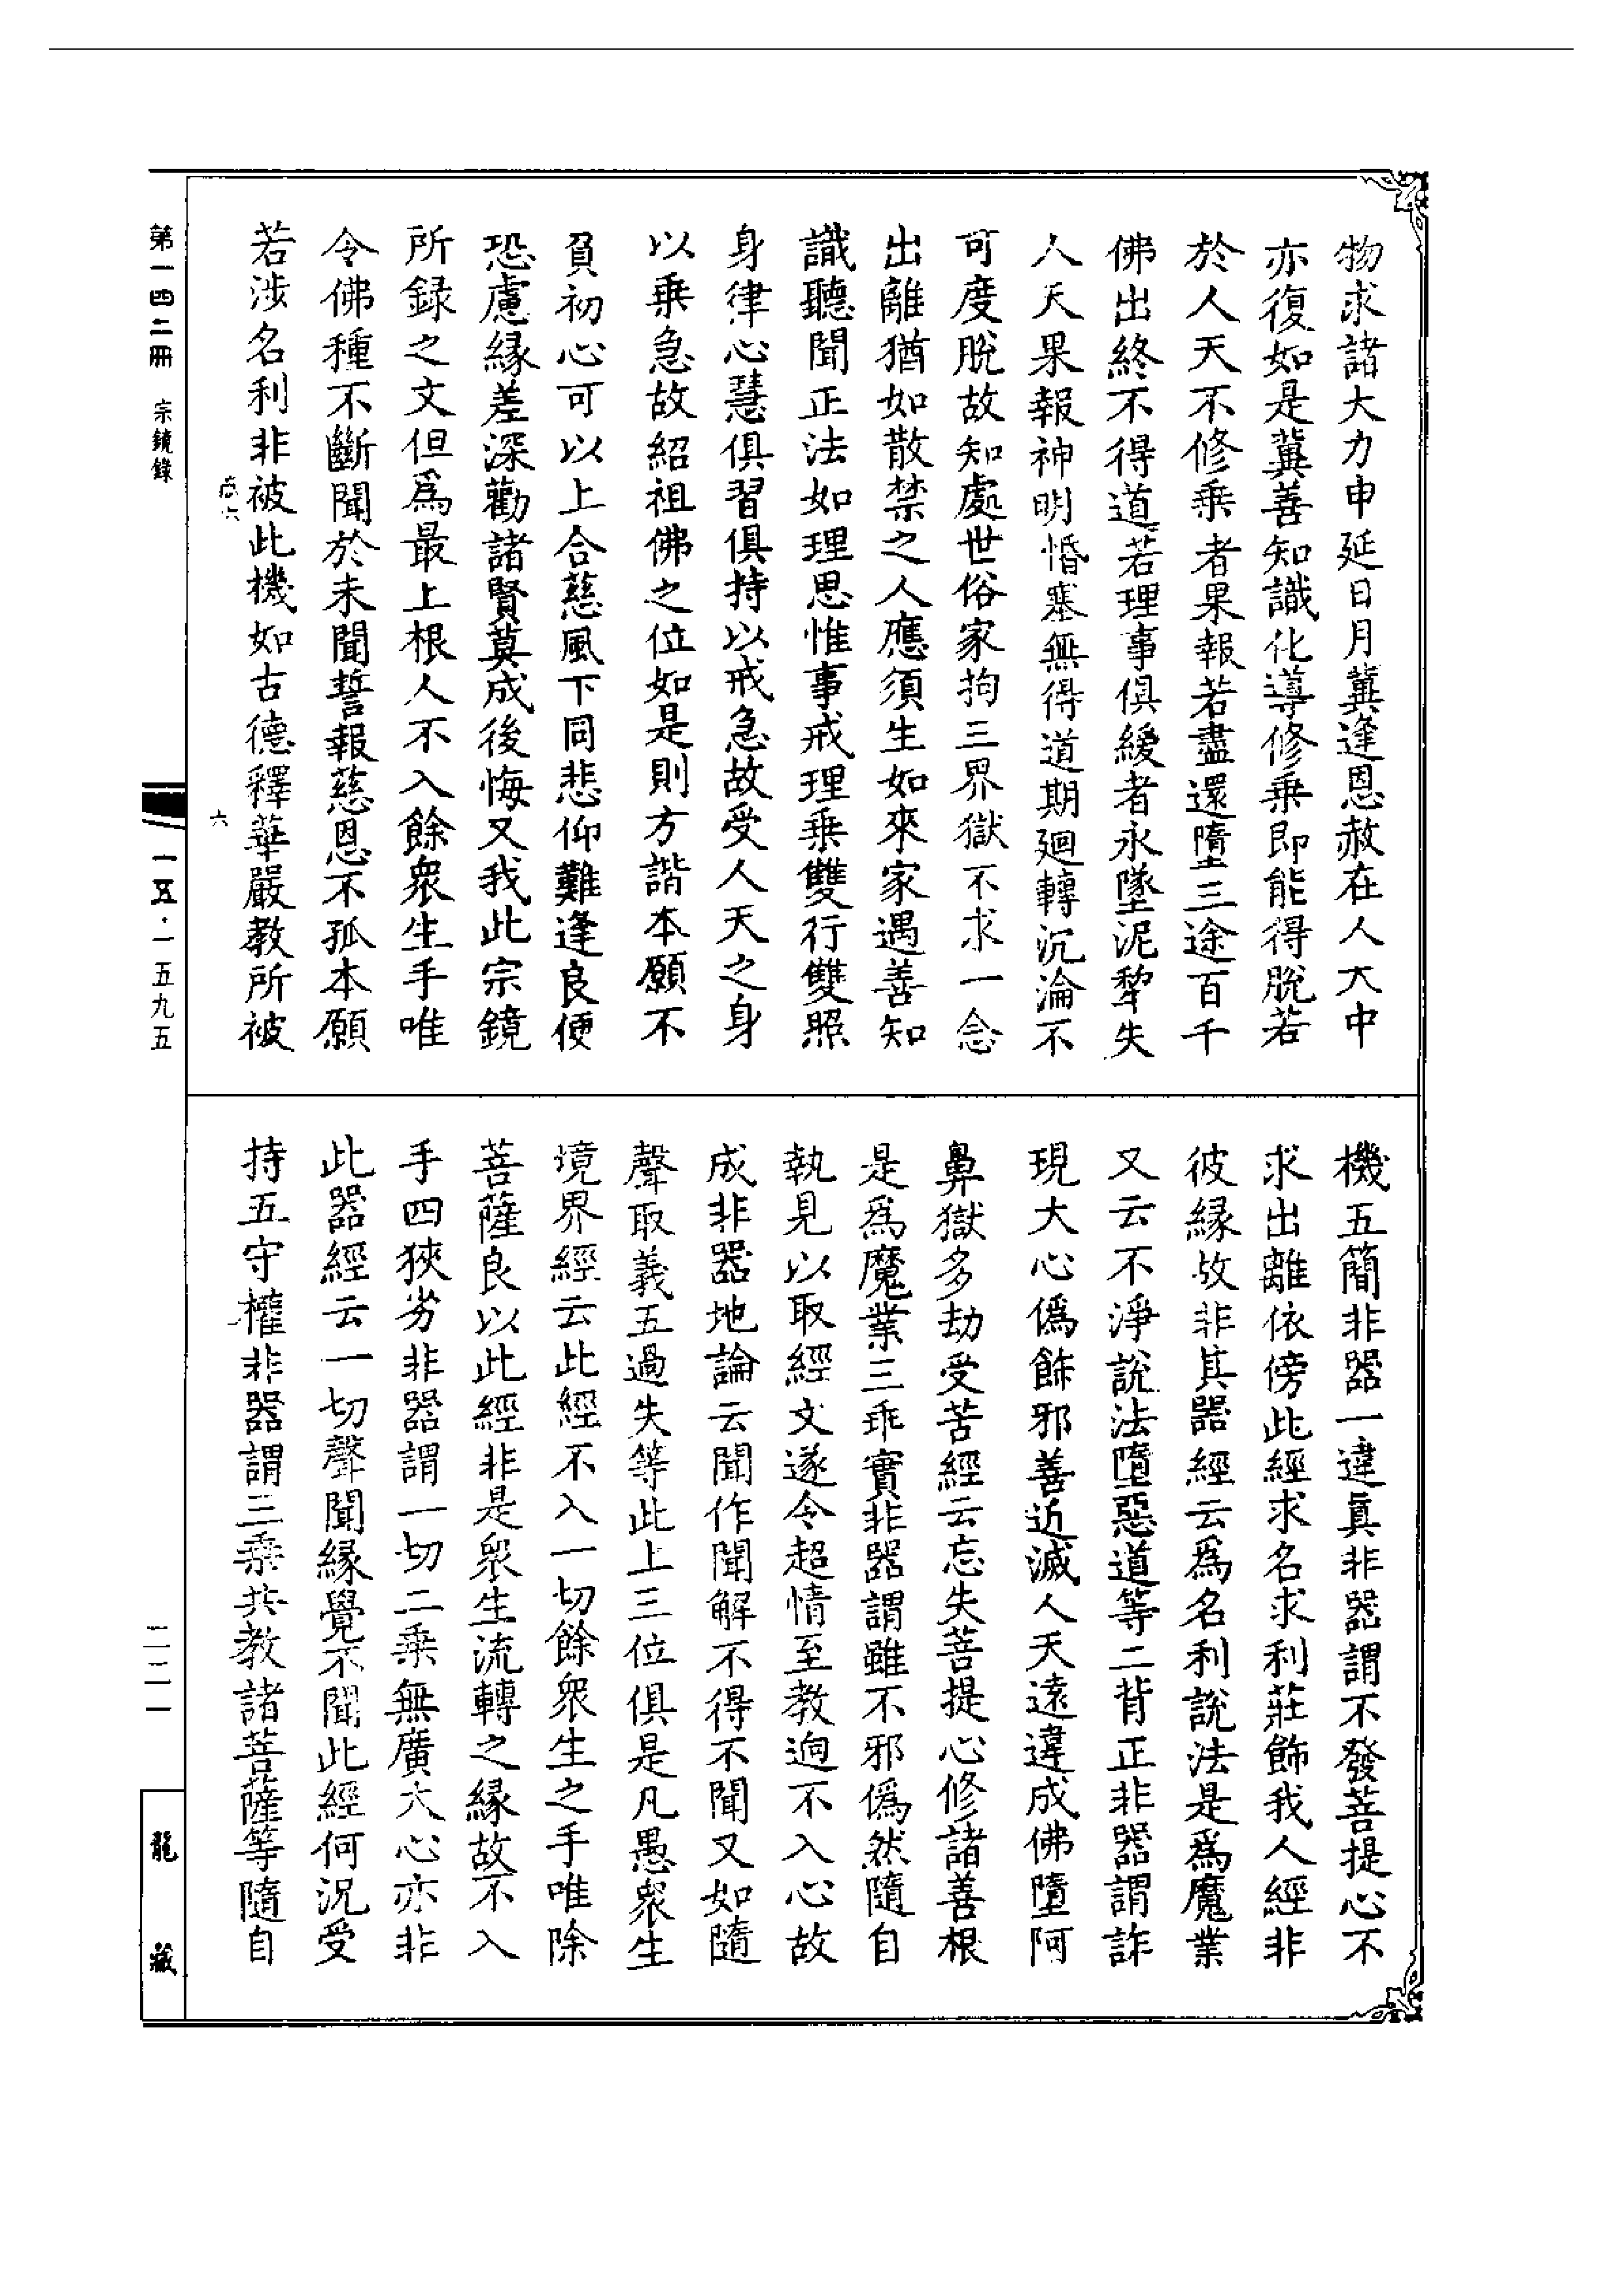 物求諸大力申延日月冀逢恩赦在人天中
亦復如是冀善知識化導修乗即能得脫若
於人天不修乗者果報若盡還墮三途百千
佛出終不得道若理事俱緩者永墜泥犂失
人天果報神明惛塞無得道期廻轉沉淪不
可度脫故知處世俗家拘三界獄不求一念
出離猶如散禁之人應須生如來家遇善知
識聽聞正法如理思惟事戒理乗雙行雙照
身律心慧俱習俱持以戒急故受人天之身
以乗急故紹祖佛之位如是則方諧本願不
負初心可以上合慈風下同悲仰難逢良便
恐慮緣差深勸諸賢莫成後悔又我此宗鏡
所録之文但爲最上根人不入餘衆生手唯
令佛種不斷聞於未聞誓報慈恩不孤本願
若涉名利非被此機如古德釋華嚴教所被
機五簡非器一違眞非器謂不發菩提心不
求出離依傍此經求名求利莊飾我人經非
彼緣故非其器經云爲名利說法是爲魔業
又云不淨說法墮惡道等二背正非器謂詐
現大心偽飾邪善近滅人天遠違成佛墮阿
鼻獄多劫受苦經云忘失菩提心修諸善根
是爲魔業三乖實非器謂雖不邪偽然隨自
執見以取經文遂令超情至教逈不入心故
成非器地論云聞作聞解不得不聞又如隨
聲取義五過失等此上三位俱是凡愚衆生
境界經云此經不入一切餘衆生之手唯除
菩薩良以此經非是衆生流轉之緣故不入
手四狹劣非器謂一切二乗無廣大心亦非
此器經云一切聲聞緣覺不聞此經何況受
持五守權非器謂三乗共教諸菩薩等隨自
第一四二冊 宗鏡錄
六
一五·一五九五
二二一
龍藏